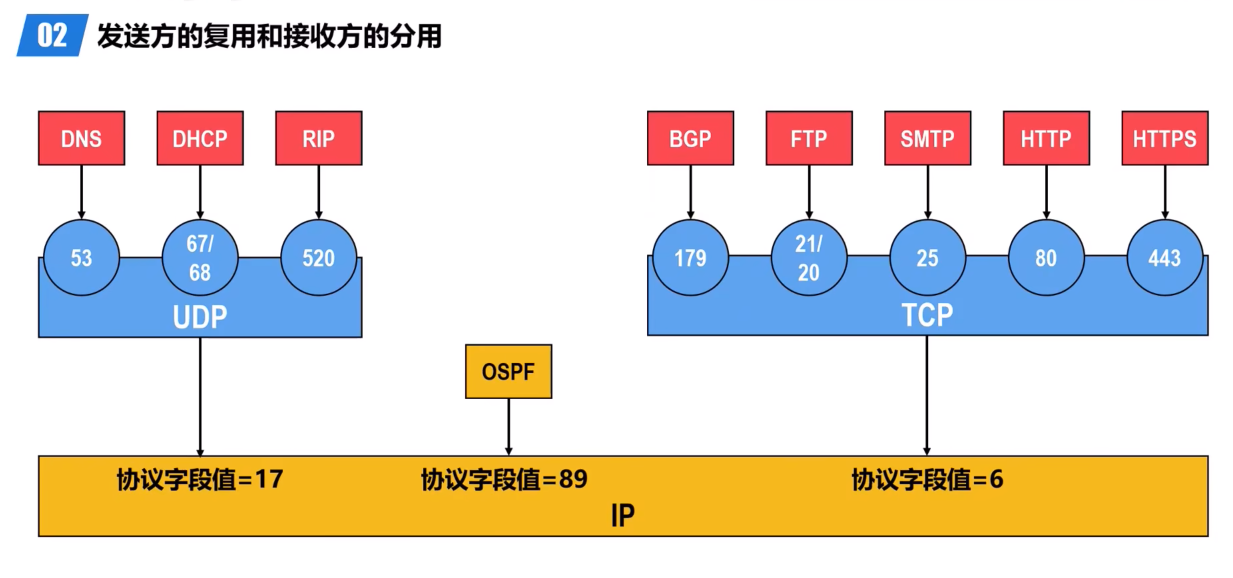 02 发送方的复用和接收方的分用
DNS DHCP RIP BGP FTP SMTP HTTP HTTPS
53 67/ 520 179 21/ 25 80 443
68 20
UDP TCP
OSPF
协议字段值=17 协议字段值=89 协议字段值=6
IP